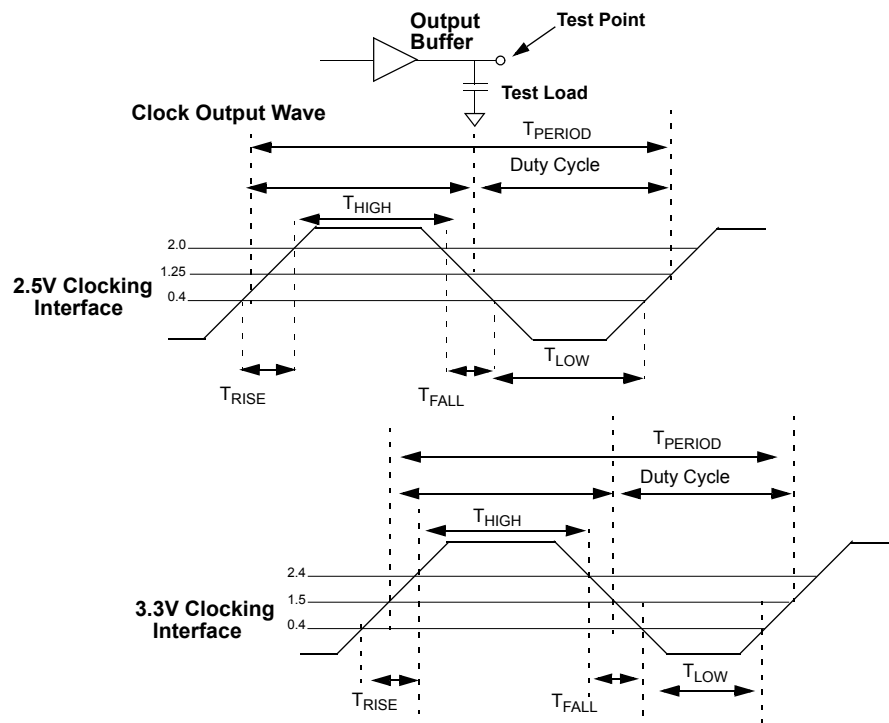 Output
Buffer
Test Point
Test Load
Clock Output Wave
TPERIOD
Duty Cycle
THIGH
2.0
1.25
0.4
2.5V Clocking
Interface
TLOW
TRISE
TFALL
TPERIOD
Duty Cycle
THIGH
2.4
1.5
0.4
3.3V Clocking
Interface
TLOW
TRISE
TFALL